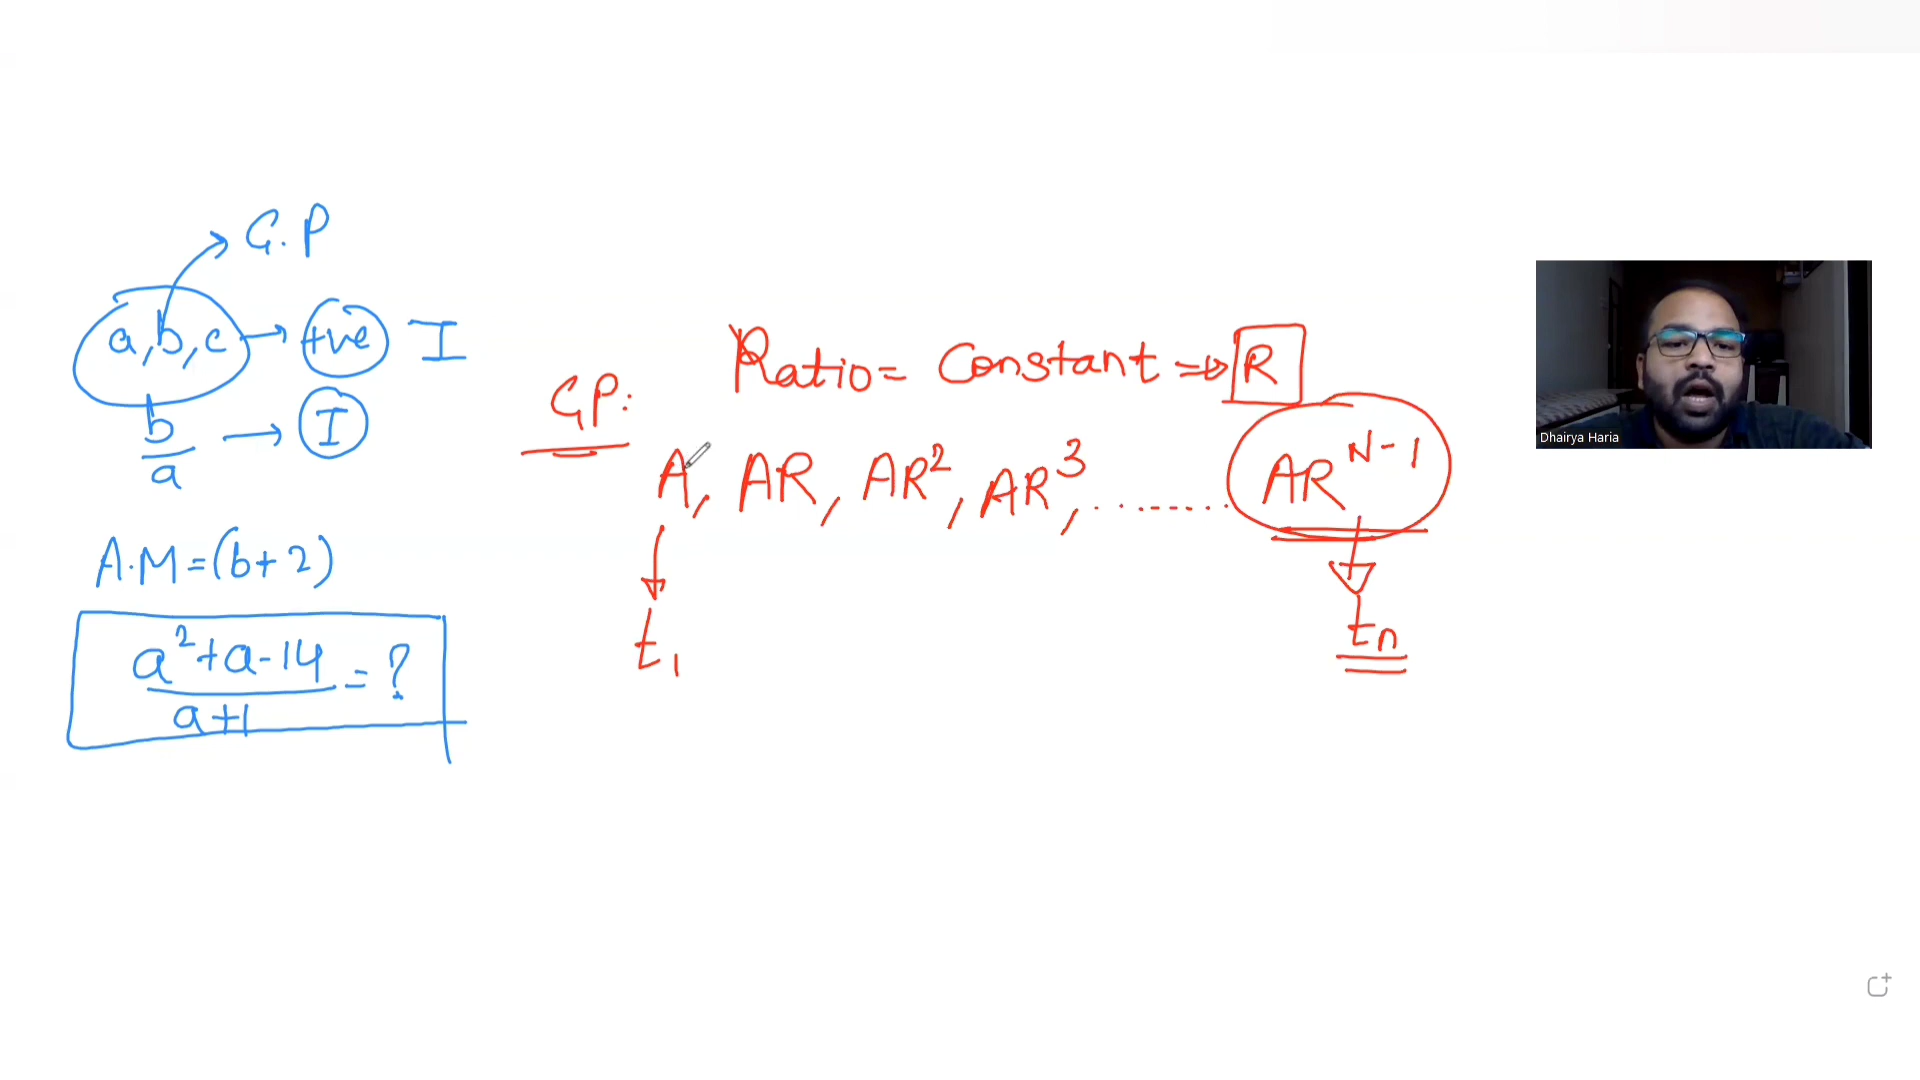 G.P
a,b,c → +ve I
b/a → I
A.M = (b+2)
a²+a-14 / a+1 = ?
Ratio = Constant ⇒ R
GP:
A, AR, AR², AR³, ........ AR^N-1
t₁
tn
Dhairya Haria